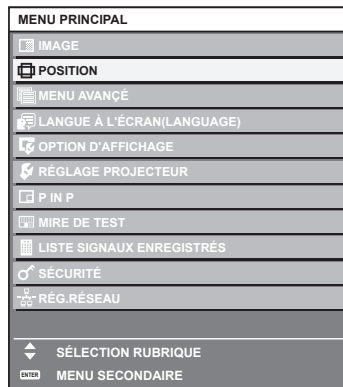 MENU PRINCIPAL
IMAGE
POSITION
MENU AVANÇÉ
LANGUE À L'ÉCRAN(LANGUAGE)
OPTION D'AFFICHAGE
RÉGLAGE PROJECTEUR
P IN P
MIRE DE TEST
LISTE SIGNAUX ENREGISTRÉS
SÉCURITÉ
RÉG.RÉSEAU
SÉLECTION RUBRIQUE
ENTER MENU SECONDAIRE